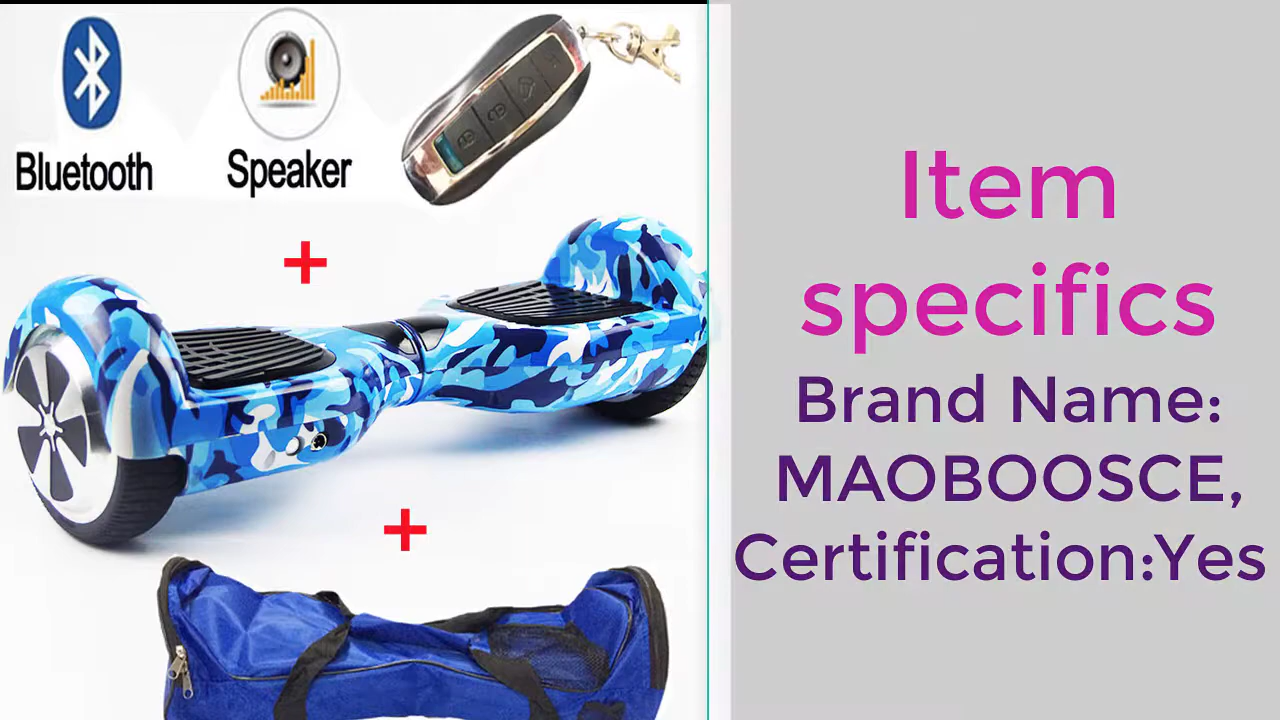 Bluetooth
Speaker
Item
specifics
Brand Name:
MAOBOOSCE,
Certification:Yes